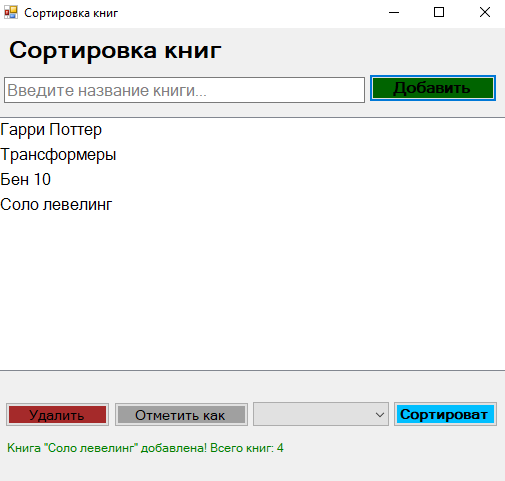 Сортировка книг
Сортировка книг
Введите название книги...
Добавить
Гарри Поттер
Трансформеры
Бен 10
Соло левелинг
Удалить
Отметить как
Сортироват
Книга "Соло левелинг" добавлена! Всего книг: 4